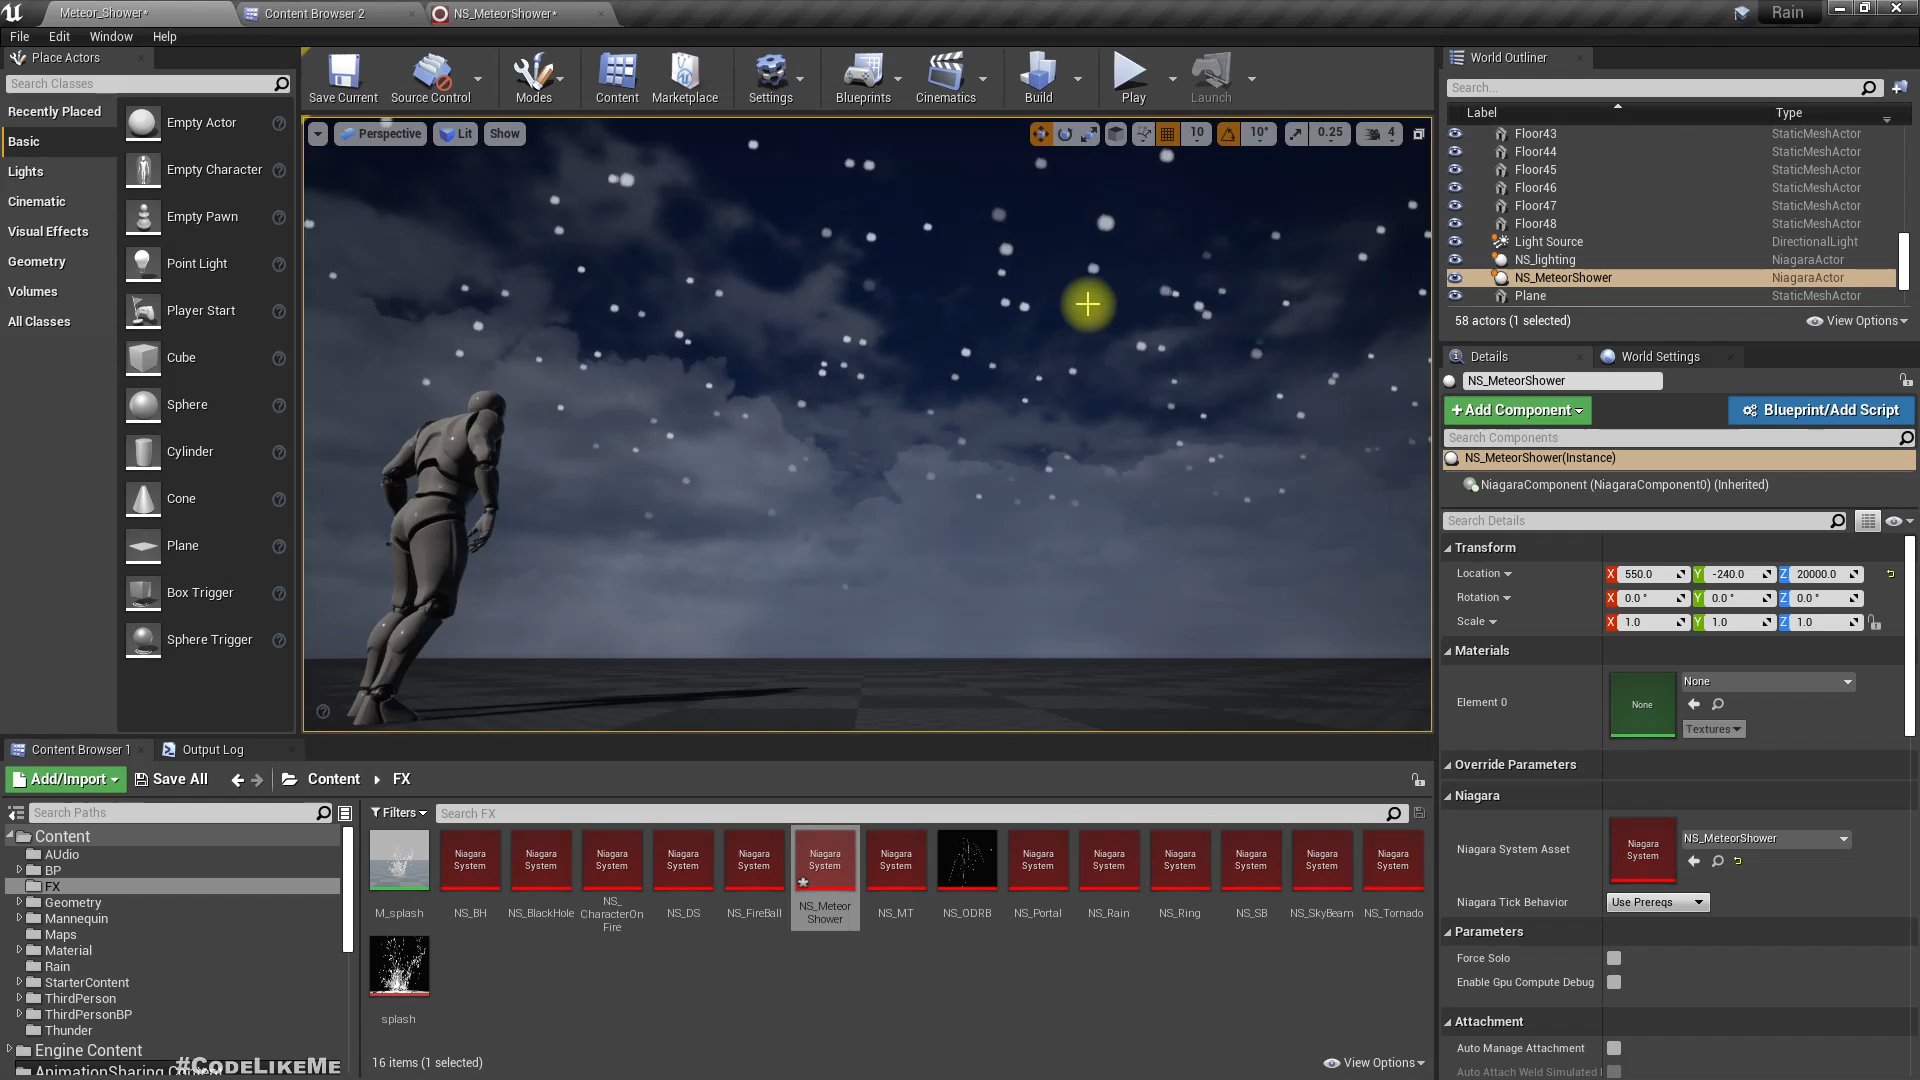 Meteor_Shower*
Content Browser 2
NS_MeteorShower*
Rain
File Edit Window Help
Place Actors
Search Classes
Recently Placed
Basic
Lights
Cinematic
Visual Effects
Geometry
Volumes
All Classes
Empty Actor
Empty Character
Empty Pawn
Point Light
Player Start
Cube
Sphere
Cylinder
Cone
Plane
Box Trigger
Sphere Trigger
Save Current
Source Control
Modes
Content
Marketplace
Settings
Blueprints
Cinematics
Build
Play
Launch
Perspective Lit Show
10 10° 0.25 4
World Outliner
Search...
Label Type
Floor43 StaticMeshActor
Floor44 StaticMeshActor
Floor45 StaticMeshActor
Floor46 StaticMeshActor
Floor47 StaticMeshActor
Floor48 StaticMeshActor
Light Source DirectionalLight
NS_lighting NiagaraActor
NS_MeteorShower NiagaraActor
Plane StaticMeshActor
58 actors (1 selected)
View Options
Details World Settings
NS_MeteorShower
+Add Component
Blueprint/Add Script
Search Components
NS_MeteorShower(Instance)
NiagaraComponent (NiagaraComponent0) (Inherited)
Search Details
Transform
Location X 550.0 Y -240.0 Z 20000.0
Rotation X 0.0° Y 0.0° Z 0.0°
Scale X 1.0 Y 1.0 Z 1.0
Materials
Element 0
None
None
Textures
Override Parameters
Niagara
Niagara System Asset
Niagara System
NS_MeteorShower
Niagara Tick Behavior Use Prereqs
Parameters
Force Solo
Enable Gpu Compute Debug
Attachment
Auto Manage Attachment
Auto Attach Weld Simulated
Content Browser 1
Output Log
Add/Import
Save All
Content FX
Search Paths
Filters
Search FX
Content
AUdio
BP
FX
Geometry
Mannequin
Maps
Material
Rain
StarterContent
ThirdPerson
ThirdPersonBP
Thunder
Engine Content
AnimationSharing Content
#CODELIKEME
Niagara System
Niagara System
Niagara System
Niagara System
Niagara System
Niagara System
Niagara System
Niagara System
Niagara System
Niagara System
Niagara System
Niagara System
Niagara System
M_splash
NS_BH
NS_BlackHole
NS_CharacterOnFire
NS_DS
NS_FireBall
NS_Meteor Shower
NS_MT
NS_ODRB
NS_Portal
NS_Rain
NS_Ring
NS_SB
NS_SkyBeam
NS_Tornado
splash
16 items (1 selected)
View Options